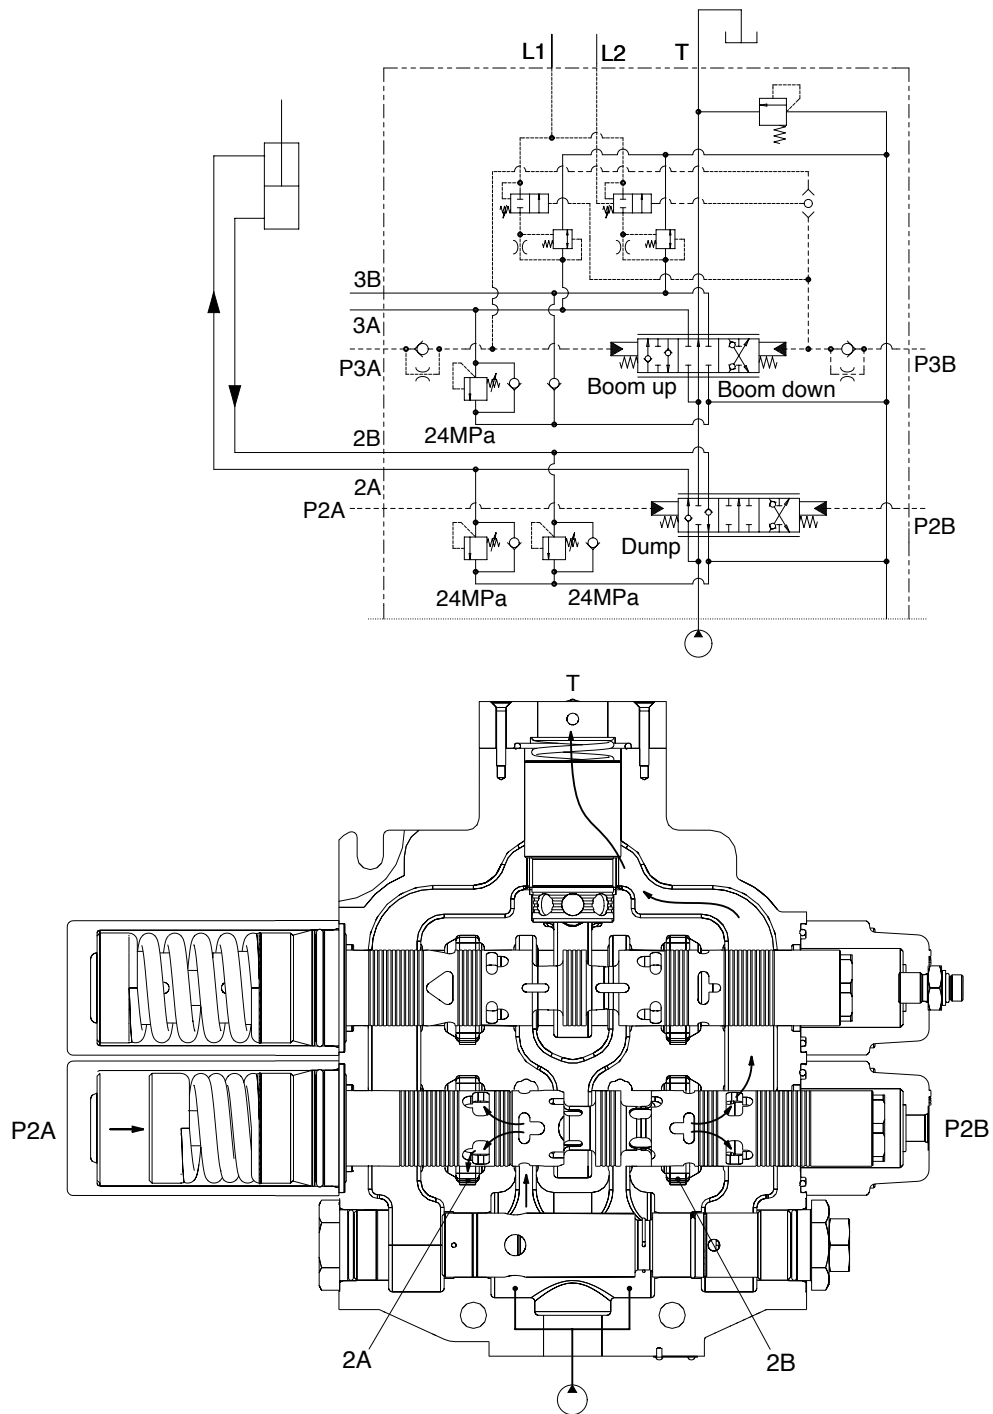 L1 L2 T
3B
3A
P3A P3B
Boom up Boom down
24MPa
2B
2A
P2A P2B
Dump
24MPa 24MPa
T
P2A P2B
2A 2B